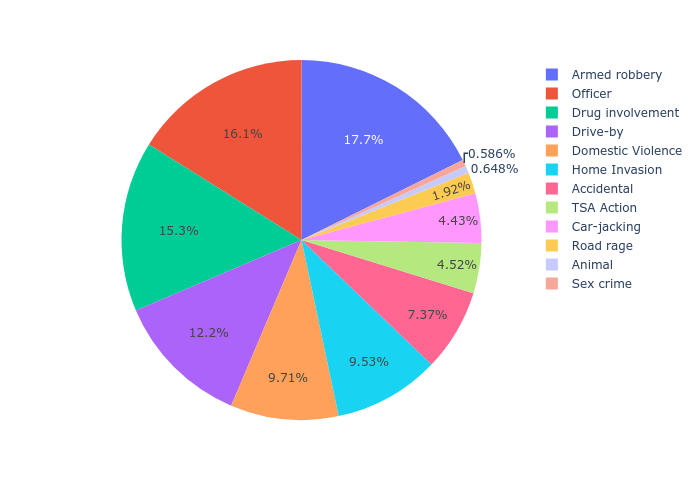 17.7%
16.1%
15.3%
12.2%
9.71%
9.53%
7.37%
4.52%
4.43%
1.92%
0.648%
0.586%
Armed robbery
Officer
Drug involvement
Drive-by
Domestic Violence
Home Invasion
Accidental
TSA Action
Car-jacking
Road rage
Animal
Sex crime